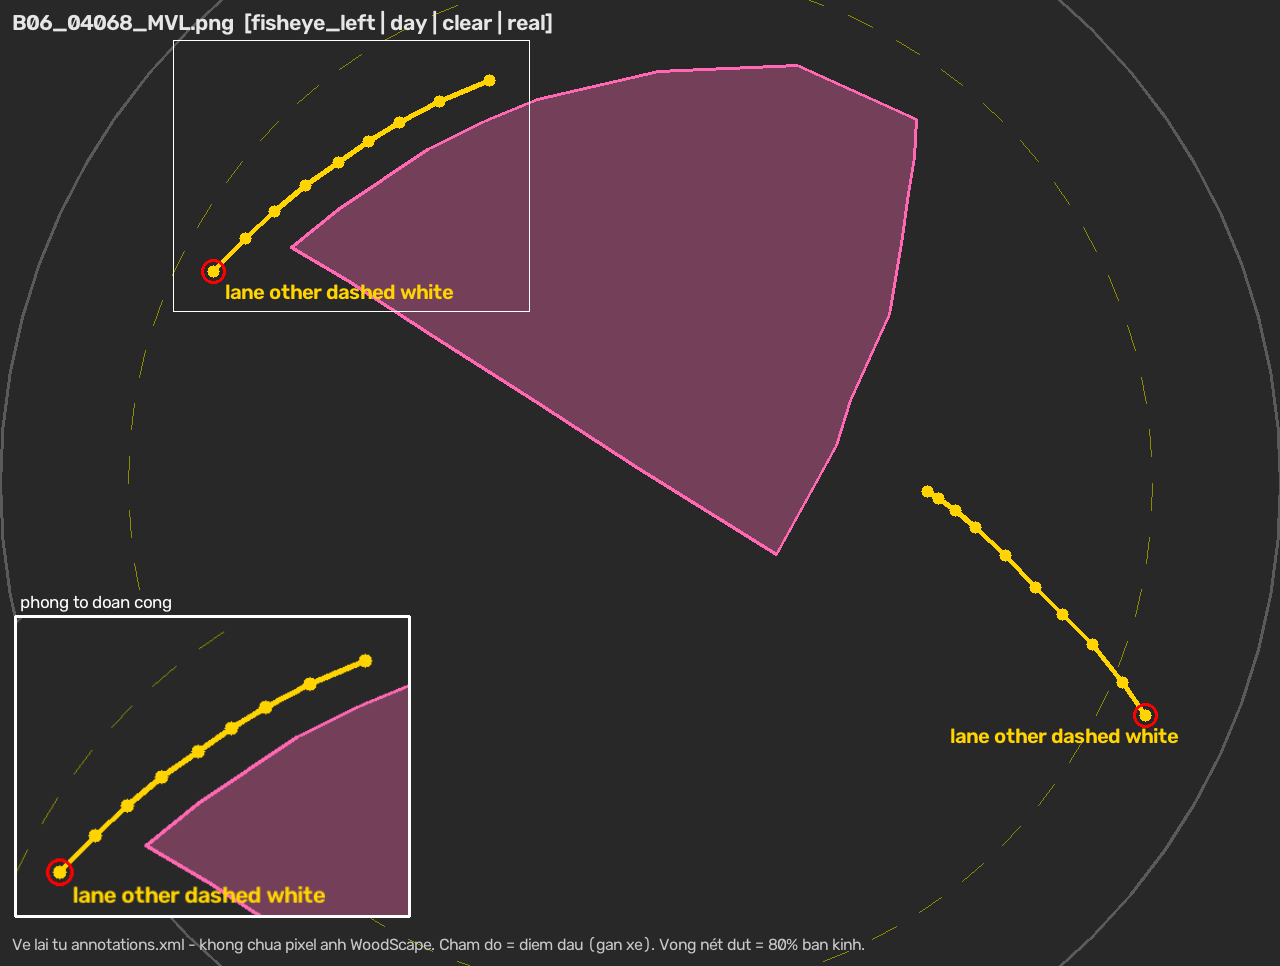 B06_04068_MVL.png [fisheye_left | day | clear | real]
lane other dashed white
phong to doan cong
lane other dashed white
lane other dashed white
Ve lai tu annotations.xml - khong chua pixel anh WoodScape. Cham do = diem dau (gan xe). Vong nét dut = 80% ban kinh.